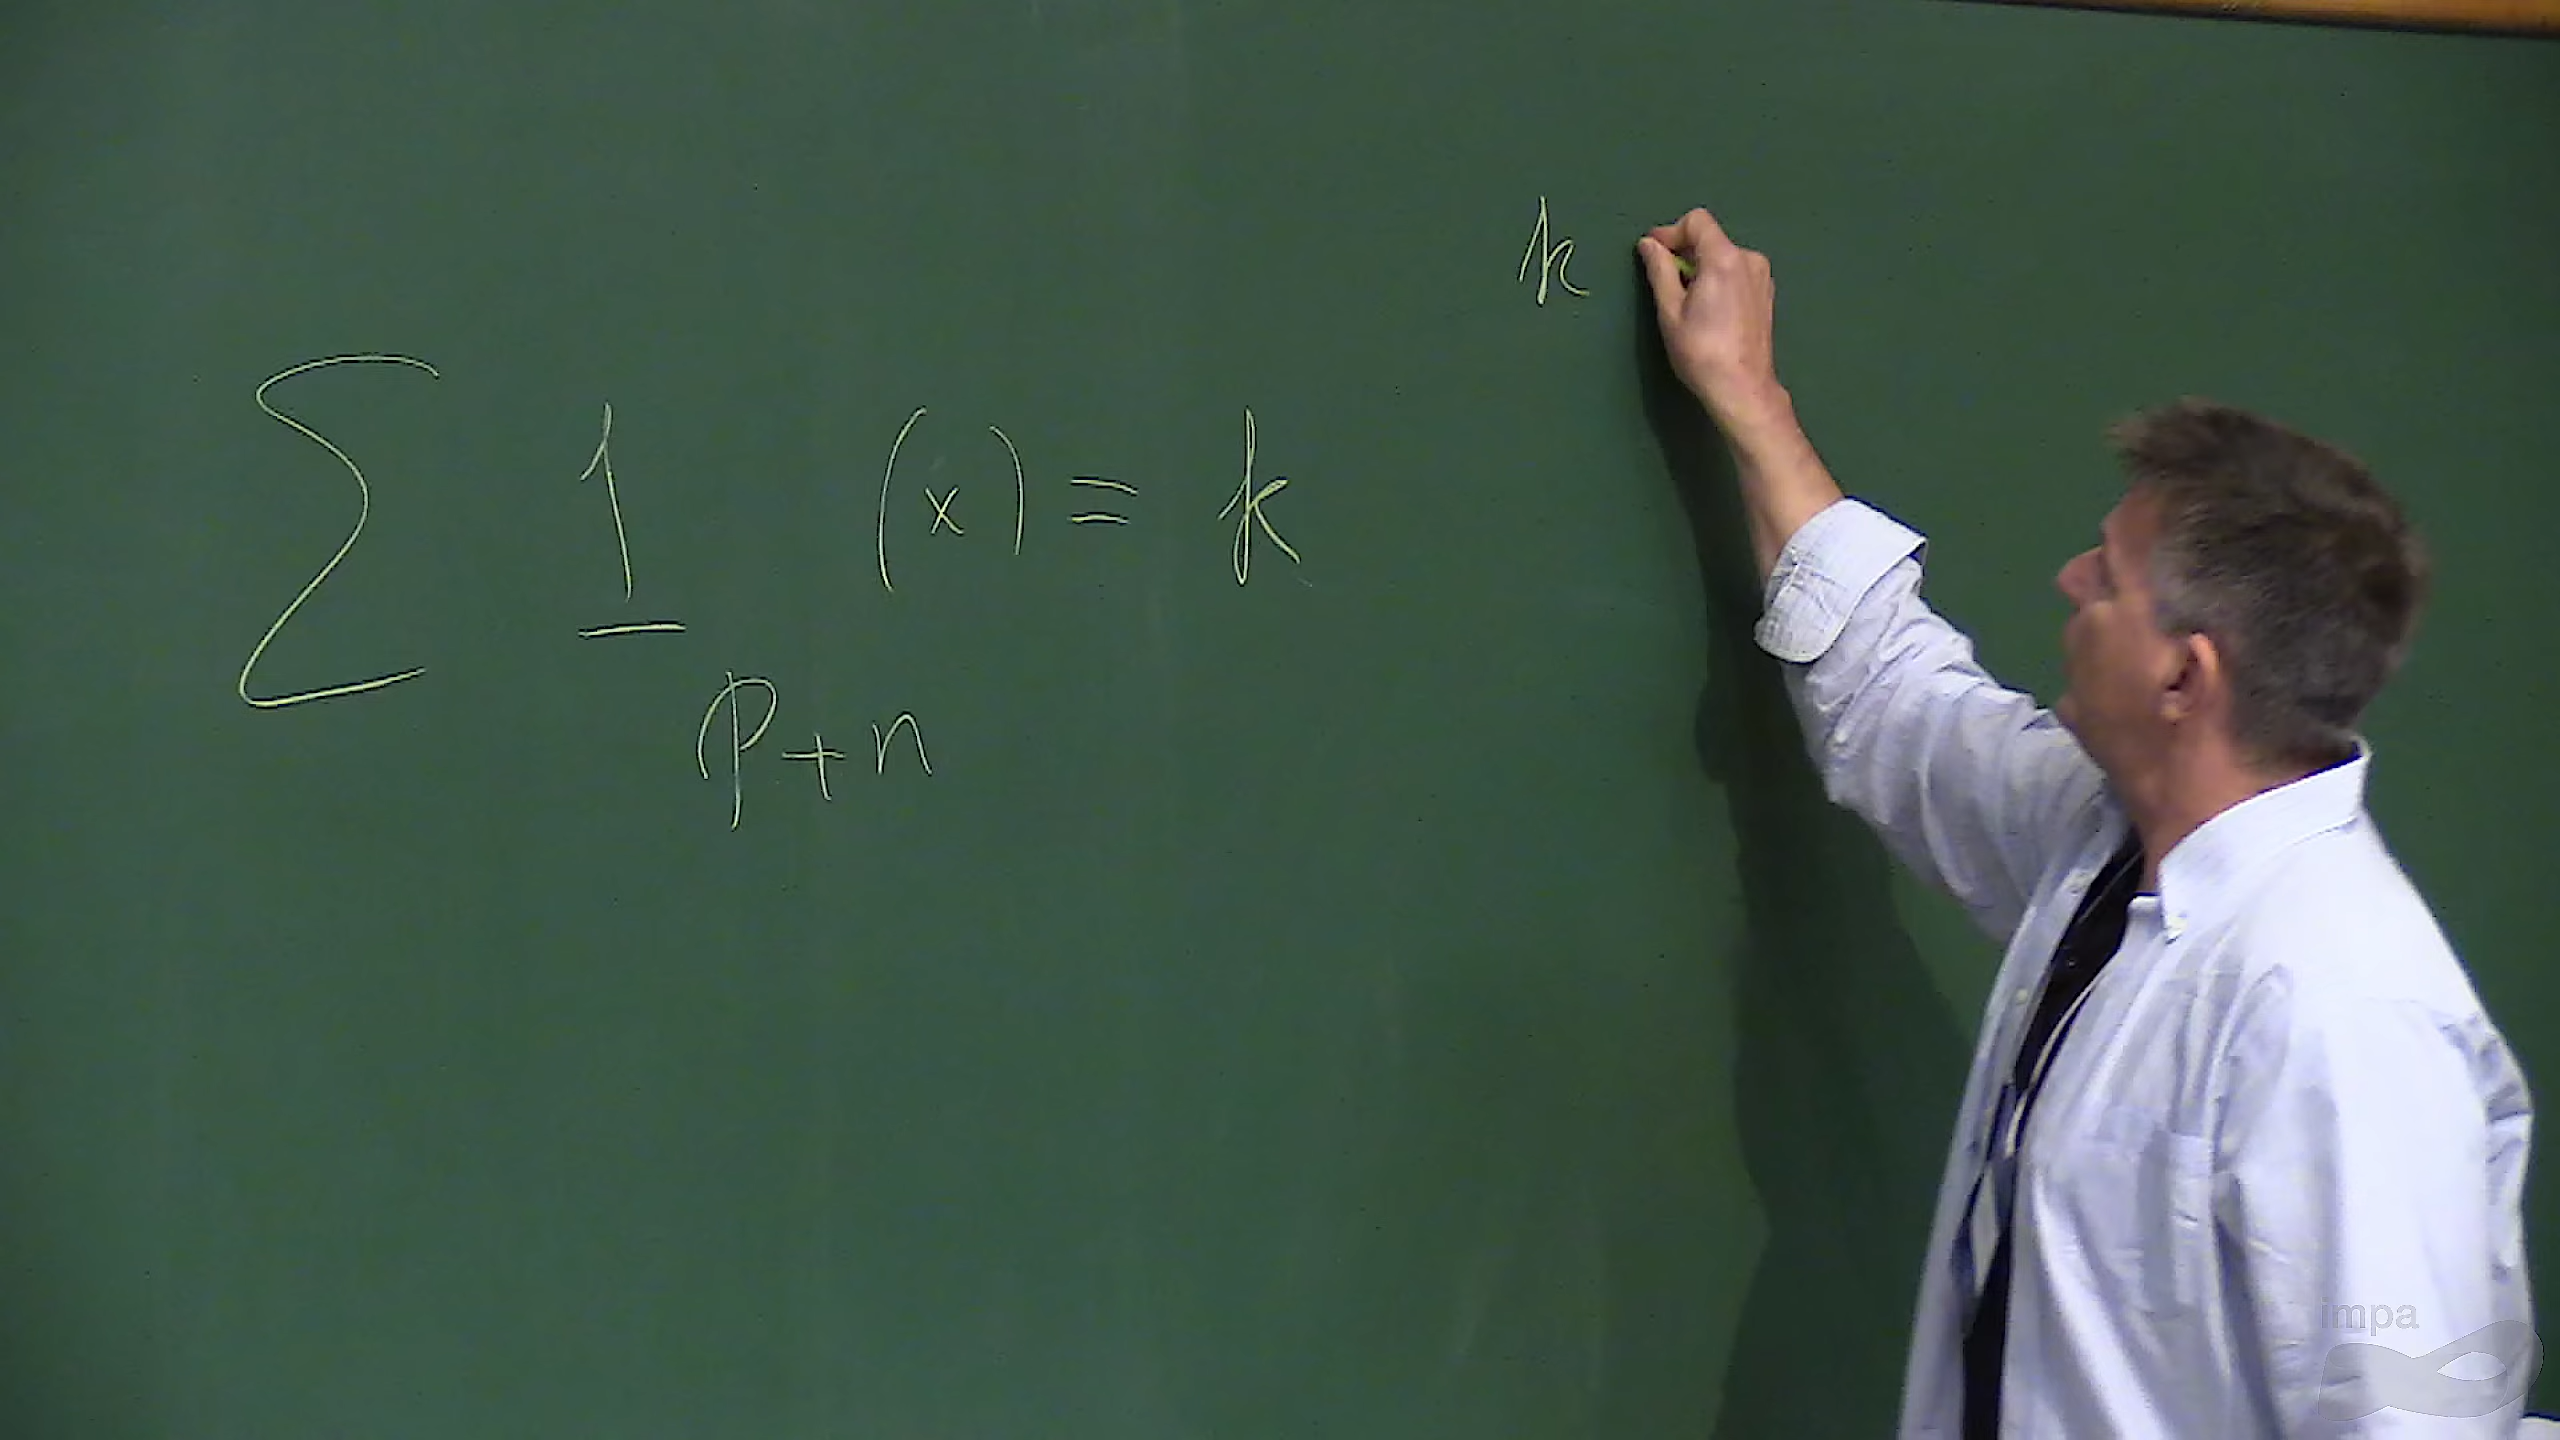 k
∑ 1 (x) = k
P+n
impa